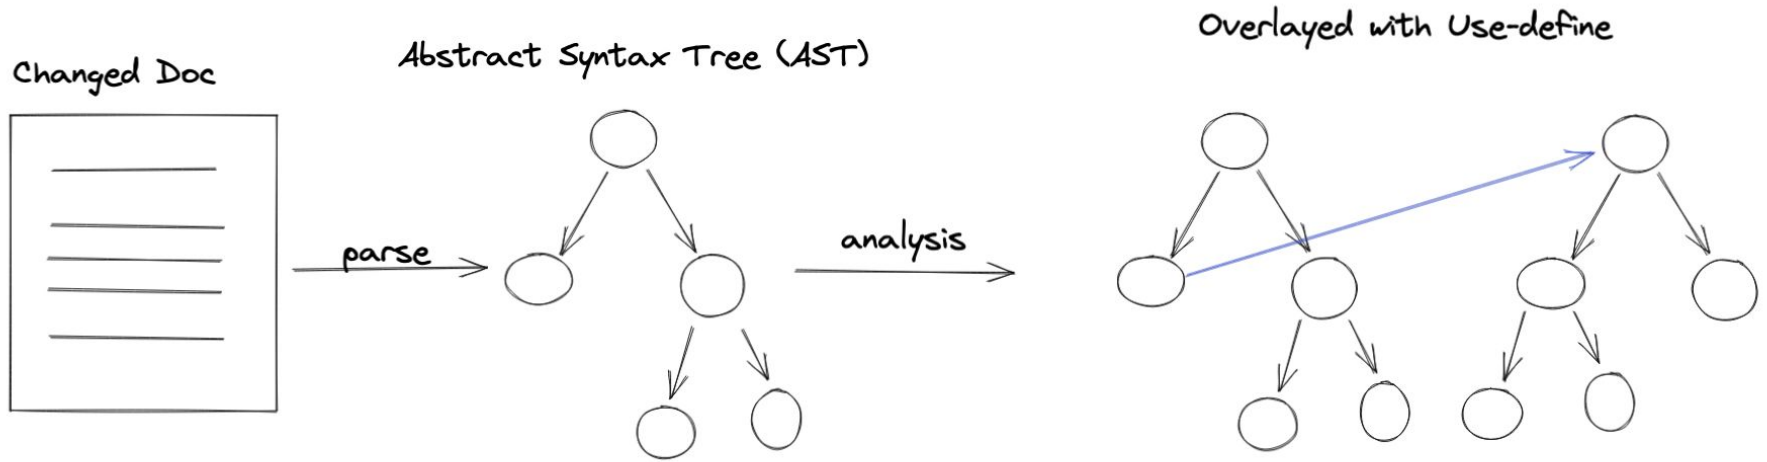 Changed Doc
Abstract Syntax Tree (AST)
Overlayed with Use-define
parse
analysis